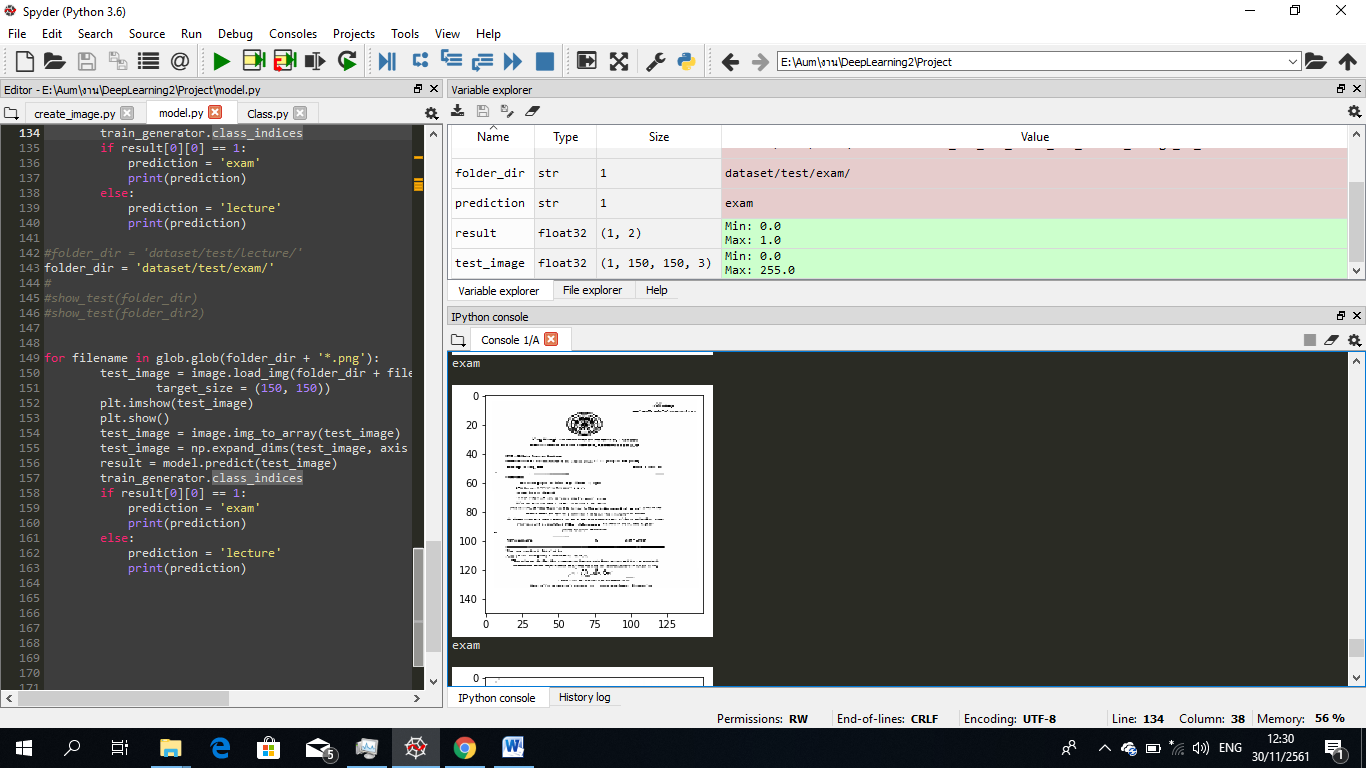 Spyder (Python 3.6)
File Edit Search Source Run Debug Consoles Projects Tools View Help
E:\Aum\งาน\DeepLearning2\Project
Editor - E:\Aum\งาน\DeepLearning2\Project\model.py
create_image.py model.py Class.py
134 train_generator.class_indices
135 if result[0][0] == 1:
136 prediction = 'exam'
137 print(prediction)
138 else:
139 prediction = 'lecture'
140 print(prediction)
141
142 #folder_dir = 'dataset/test/lecture/'
143 folder_dir = 'dataset/test/exam/'
144 #
145 #show_test(folder_dir)
146 #show_test(folder_dir2)
147
148
149 for filename in glob.glob(folder_dir + '*.png'):
150 test_image = image.load_img(folder_dir + file
151 target_size = (150, 150))
152 plt.imshow(test_image)
153 plt.show()
154 test_image = image.img_to_array(test_image)
155 test_image = np.expand_dims(test_image, axis
156 result = model.predict(test_image)
157 train_generator.class_indices
158 if result[0][0] == 1:
159 prediction = 'exam'
160 print(prediction)
161 else:
162 prediction = 'lecture'
163 print(prediction)
164
165
166
167
168
169
170
171
Variable explorer
Name Type Size Value
folder_dir str 1 dataset/test/exam/
prediction str 1 exam
result float32 (1, 2) Min: 0.0
Max: 1.0
test_image float32 (1, 150, 150, 3) Min: 0.0
Max: 255.0
Variable explorer File explorer Help
IPython console
Console 1/A
exam
0
20
40
60
80
100
120
140
0 25 50 75 100 125
exam
0
IPython console History log
Permissions: RW End-of-lines: CRLF Encoding: UTF-8 Line: 134 Column: 38 Memory: 56 %
5
ENG
12:30
30/11/2561
1